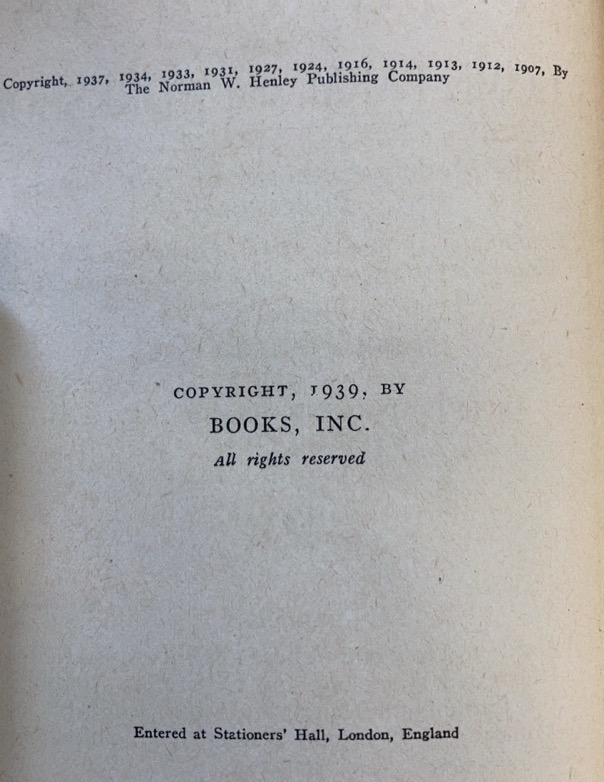 Copyright, 1937, 1934, 1933, 1931, 1927, 1924, 1916, 1914, 1913, 1912, 1907, By
The Norman W. Henley Publishing Company
COPYRIGHT, 1939, BY
BOOKS, INC.
All rights reserved
Entered at Stationers' Hall, London, England